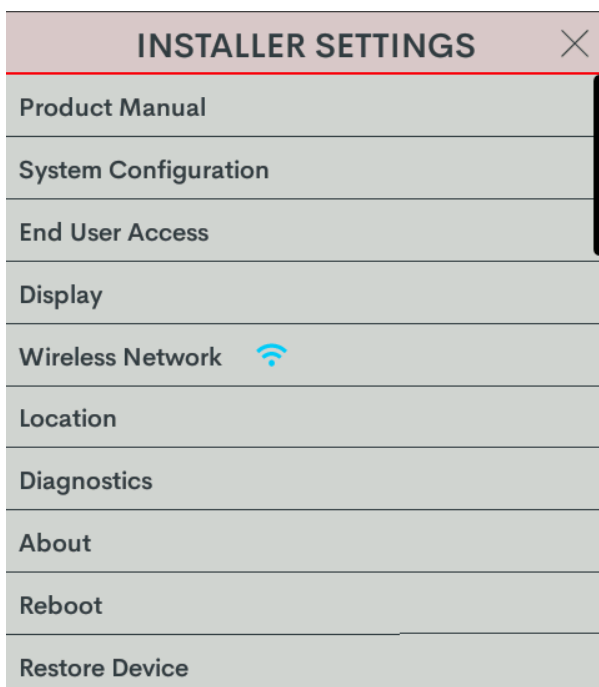 INSTALLER SETTINGS
Product Manual
System Configuration
End User Access
Display
Wireless Network
Location
Diagnostics
About
Reboot
Restore Device